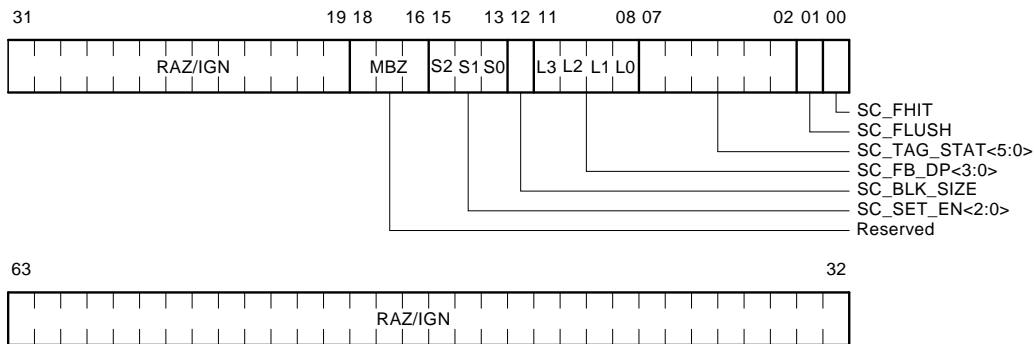 31 19 18 16 15 13 12 11 08 07 02 01 00
RAZ/IGN MBZ S2 S1 S0 L3 L2 L1 L0
SC_FHIT
SC_FLUSH
SC_TAG_STAT<5:0>
SC_FB_DP<3:0>
SC_BLK_SIZE
SC_SET_EN<2:0>
Reserved
63 32
RAZ/IGN